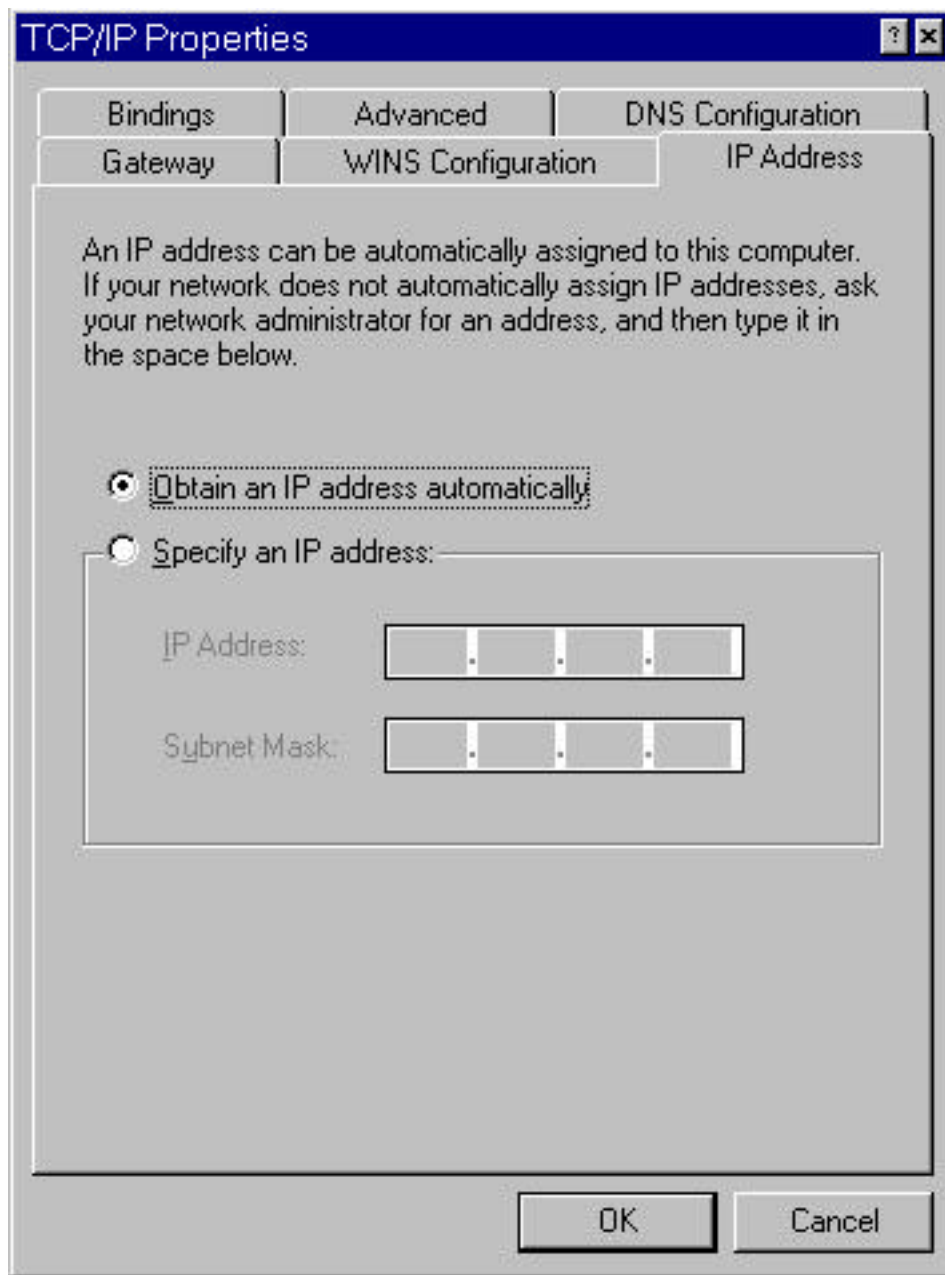 TCP/IP Properties
Bindings
Advanced
DNS Configuration
Gateway
WINS Configuration
IP Address
An IP address can be automatically assigned to this computer.
If your network does not automatically assign IP addresses, ask
your network administrator for an address, and then type it in
the space below.
Obtain an IP address automatically
Specify an IP address:
IP Address:
Subnet Mask:
OK
Cancel